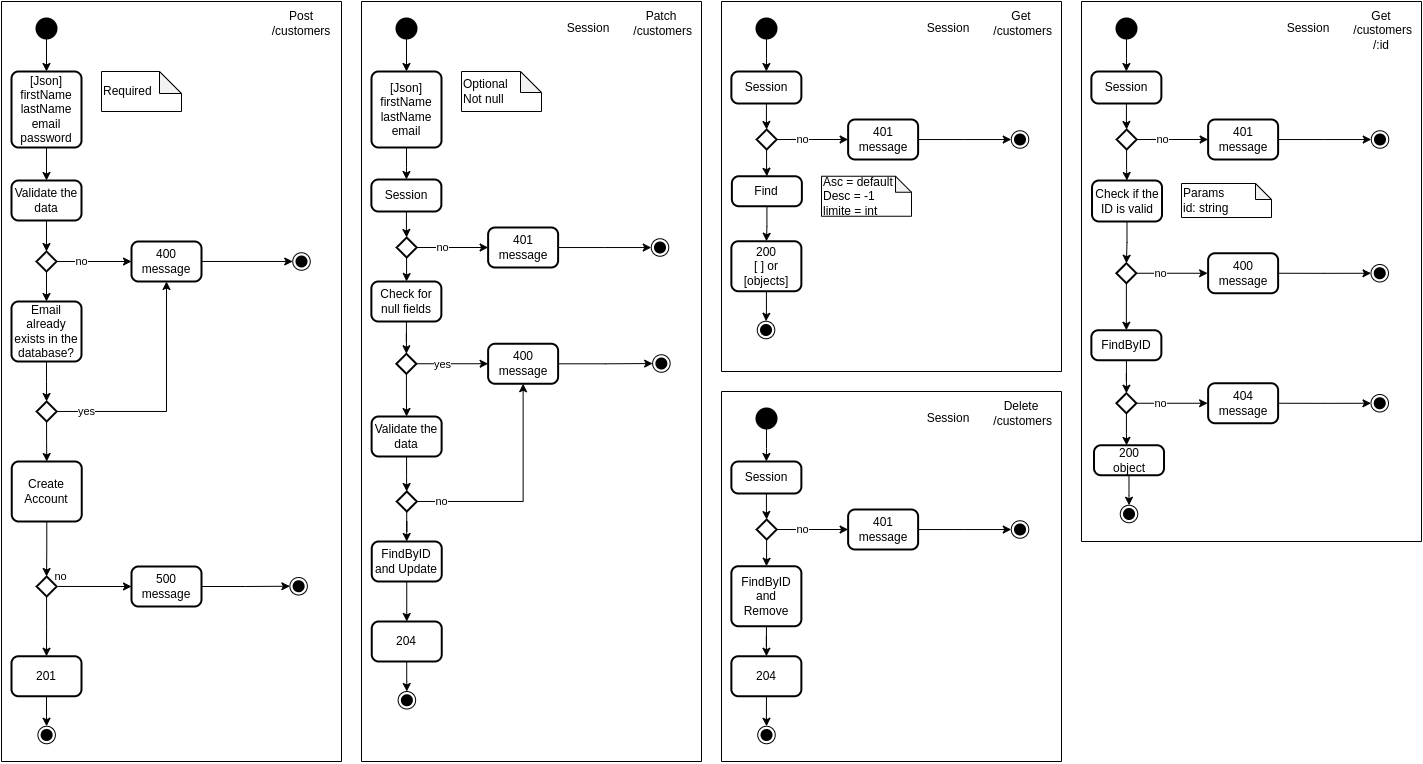 Post
/customers
[Json]
firstName
lastName
email
password
Required
Validate the
data
no
400
message
Email
already
exists in the
database?
yes
Create
Account
no
500
message
201
Session
Patch
/customers
[Json]
firstName
lastName
email
Optional
Not null
Session
no
401
message
Check for
null fields
yes
400
message
Validate the
data
no
FindByID
and Update
204
Session
Get
/customers
Session
no
401
message
Find
Asc = default
Desc = -1
limite = int
200
[ ] or
[objects]
Session
Delete
/customers
Session
no
401
message
FindByID
and
Remove
204
Session
Get
/customers
/:id
Session
no
401
message
Check if the
ID is valid
Params
id: string
no
400
message
FindByID
no
404
message
200
object